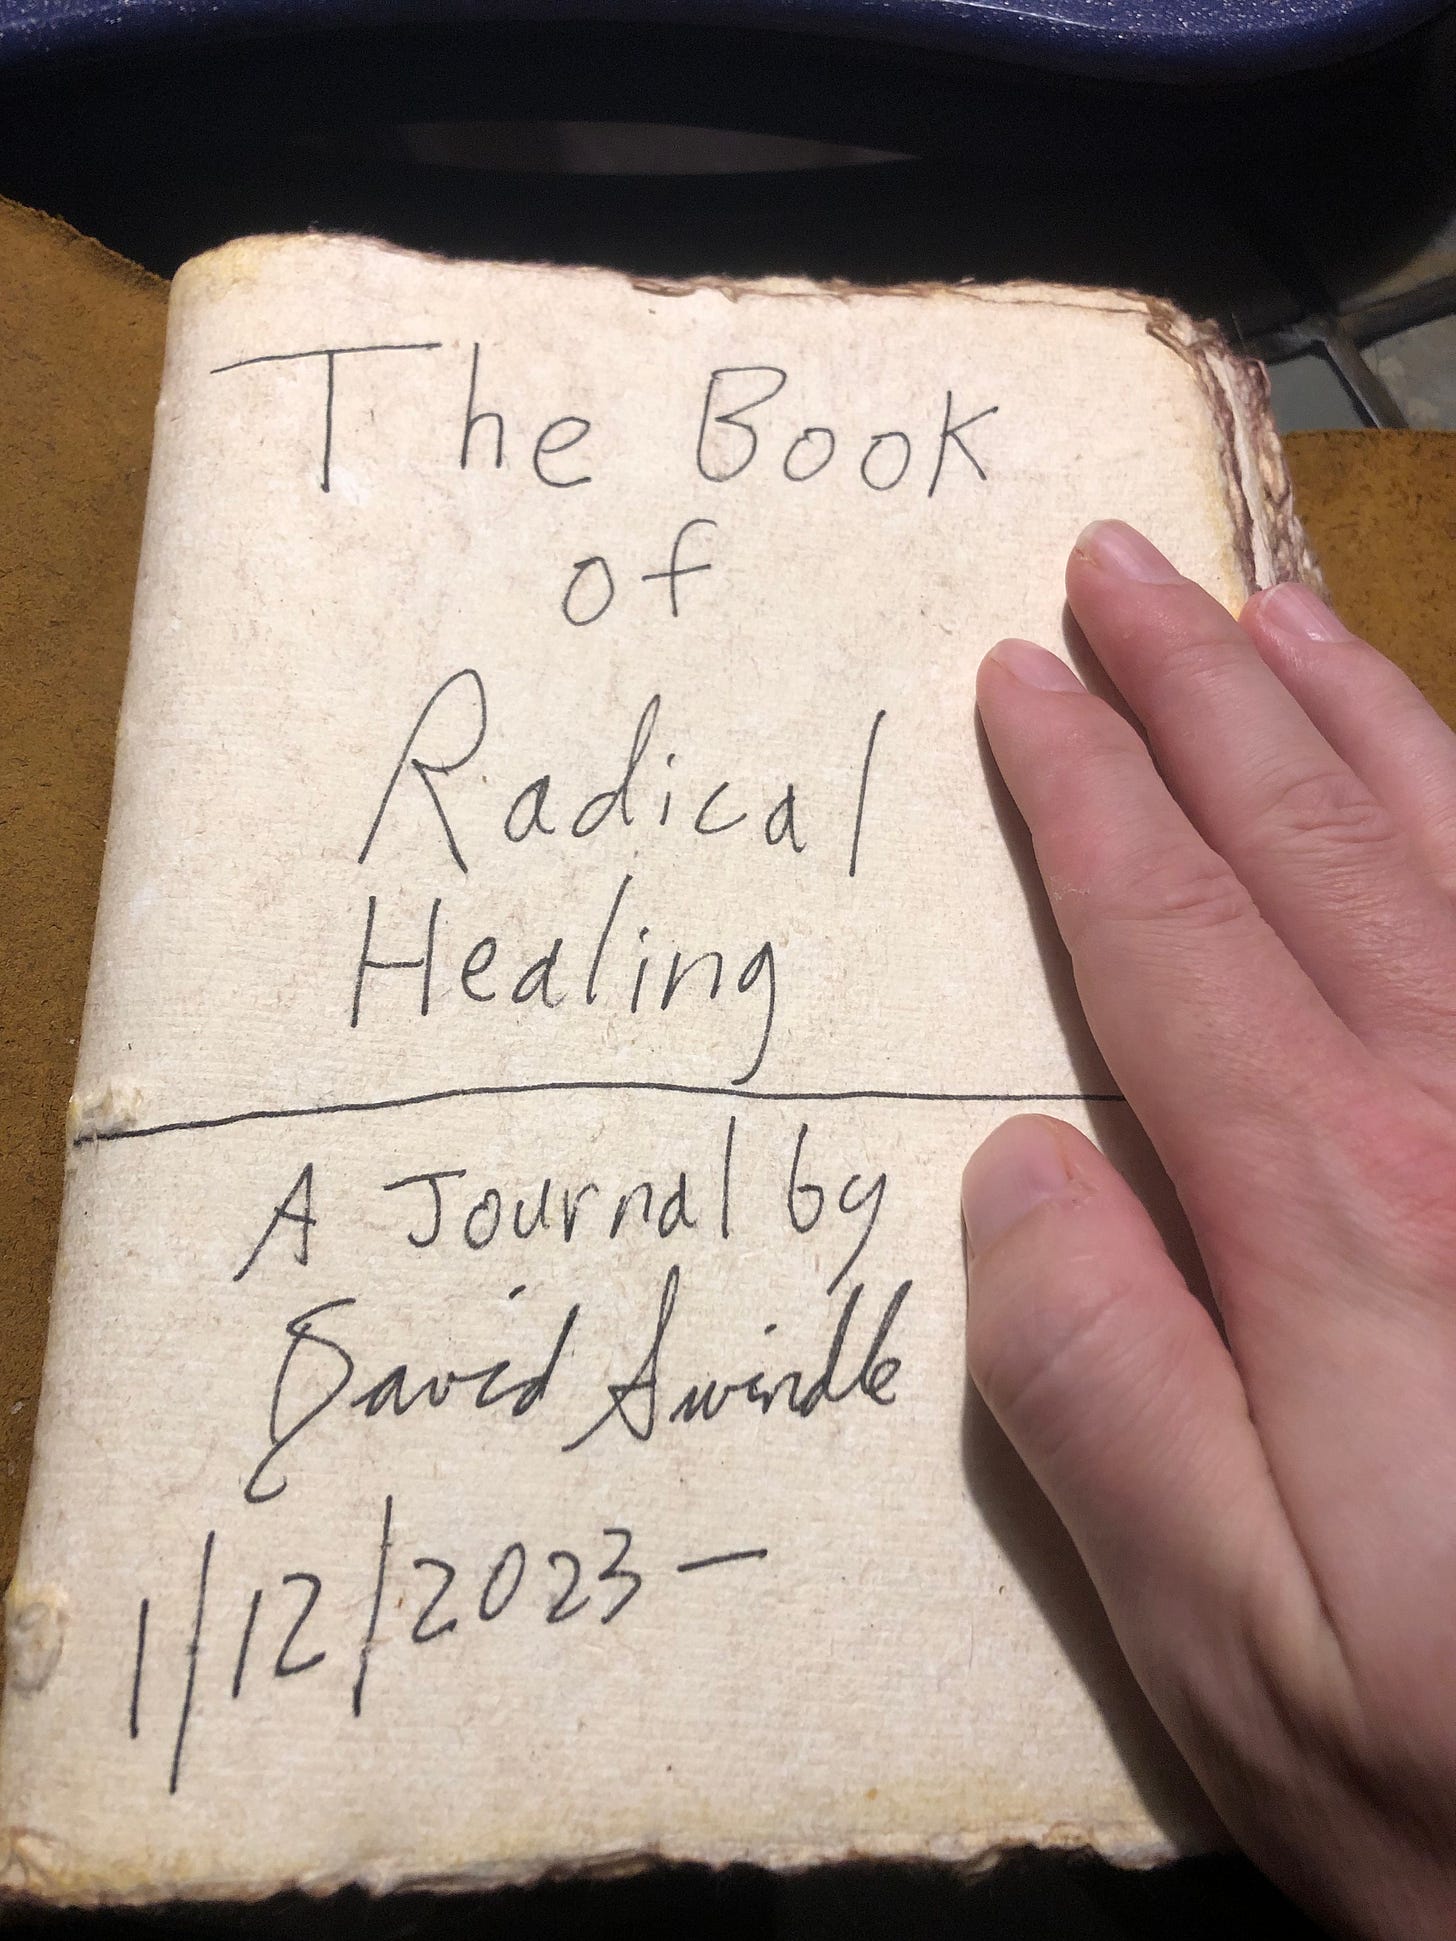 The Book
of
Radical
Healing
A Journal by
David Swindle
1/12/2023 –